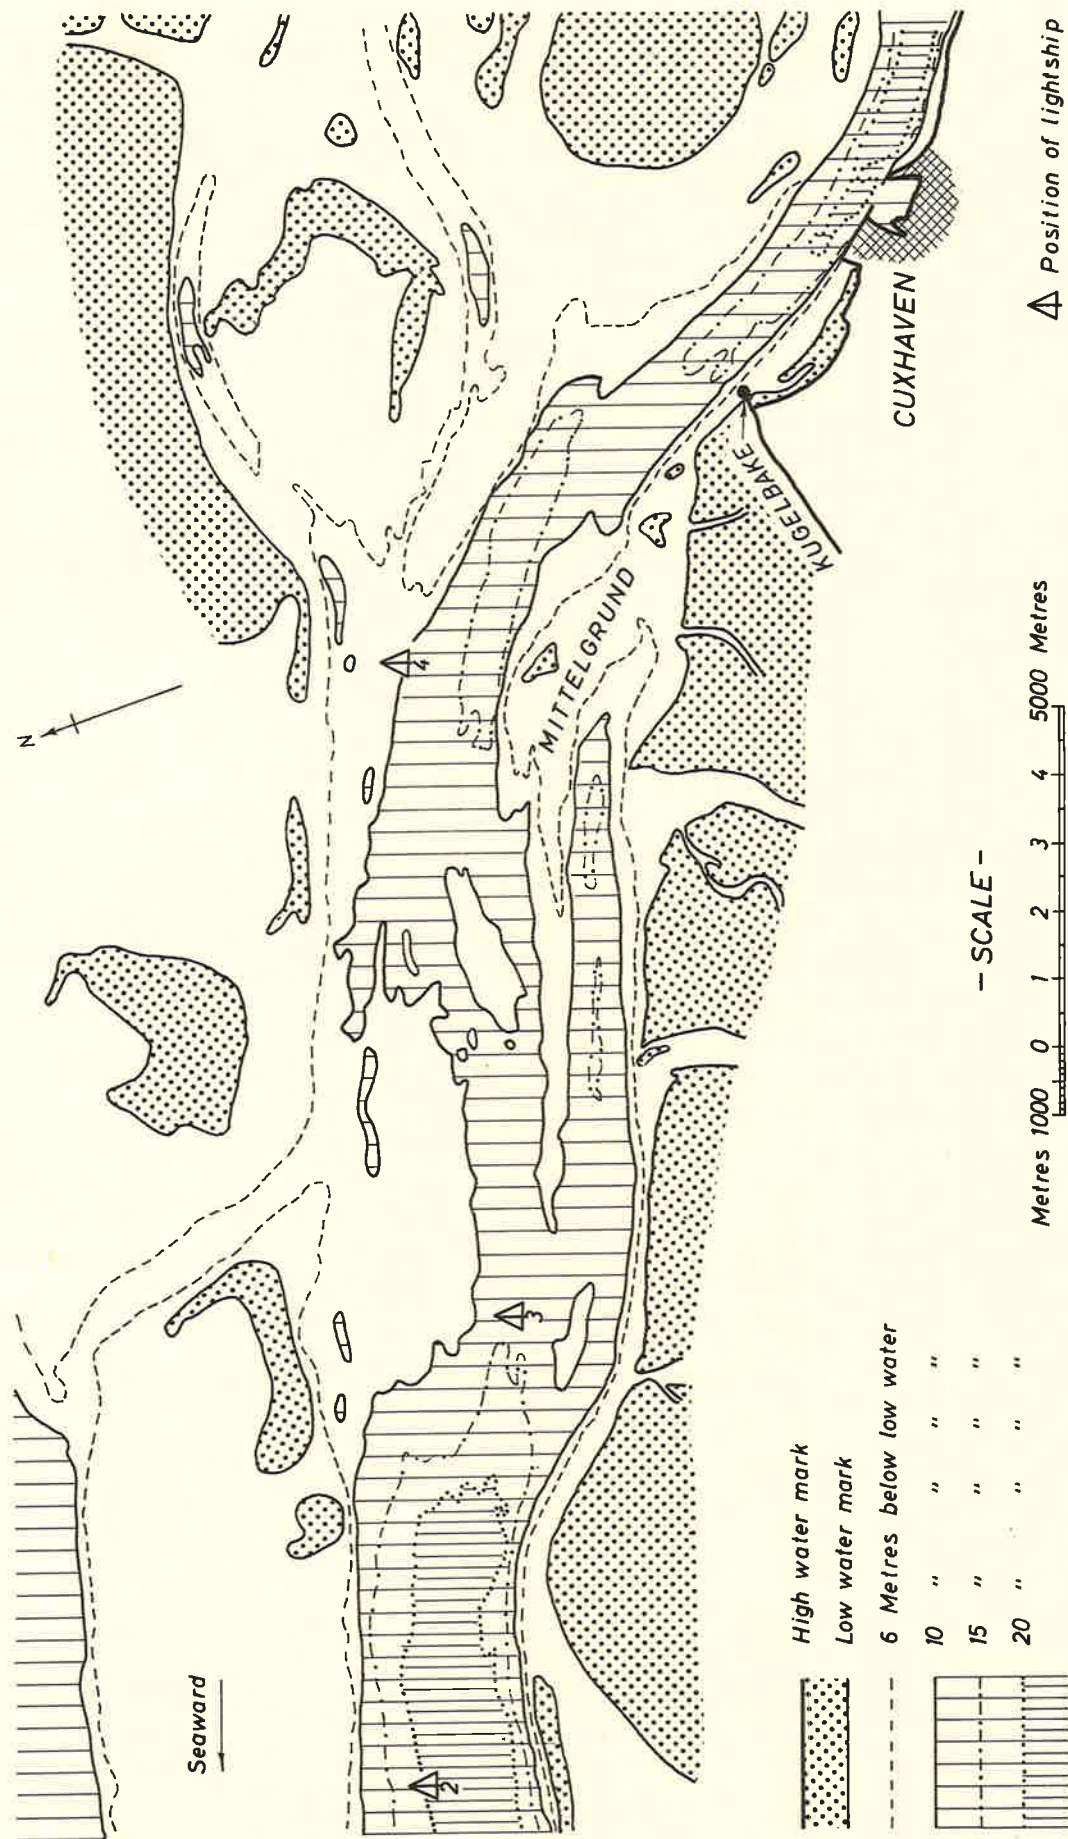 N
Seaward
2
3
4
MITTELGRUND
KUGELBAKE
CUXHAVEN
High water mark
Low water mark
6 Metres below low water
10 " " " "
15 " " " "
20 " " " "
- SCALE -
Metres 1000 0 1 2 3 4 5000 Metres
Position of lightship